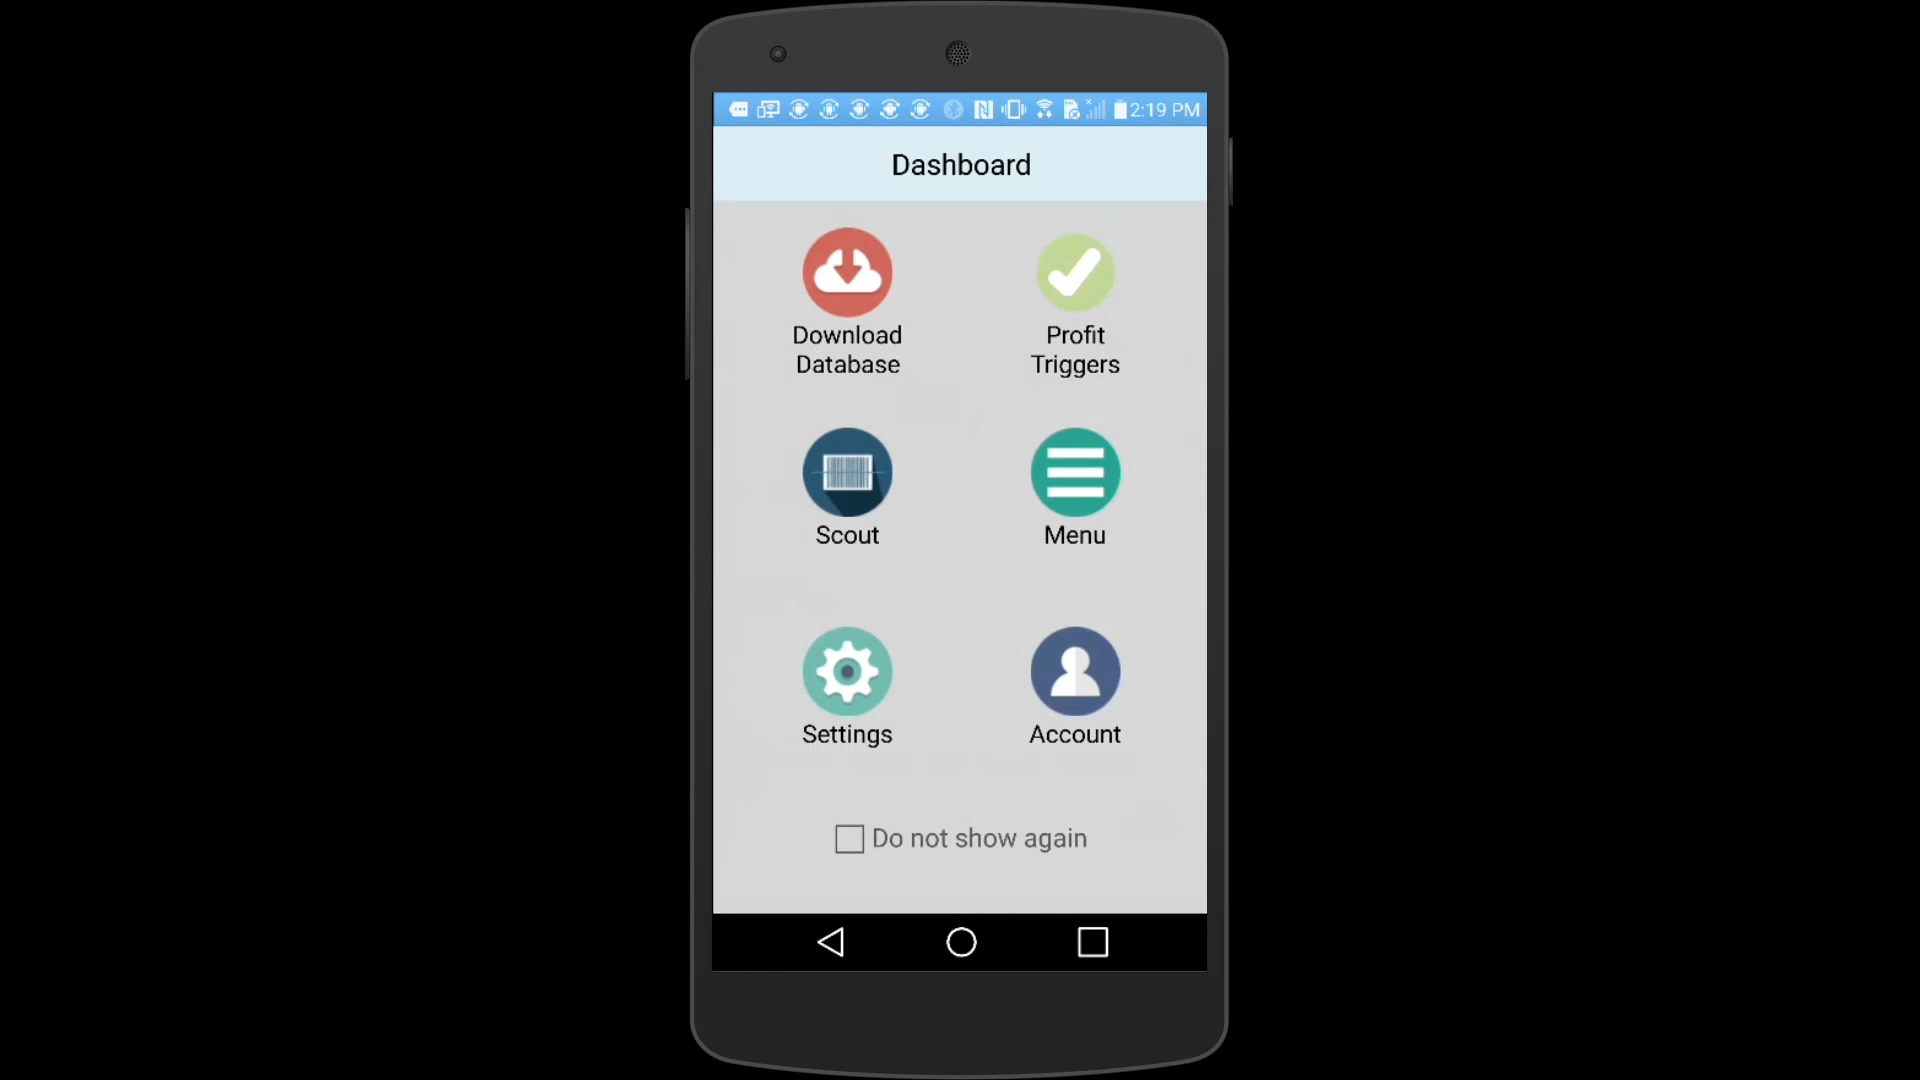 2:19 PM
Dashboard
Download
Database
Profit
Triggers
Scout
Menu
Settings
Account
Do not show again